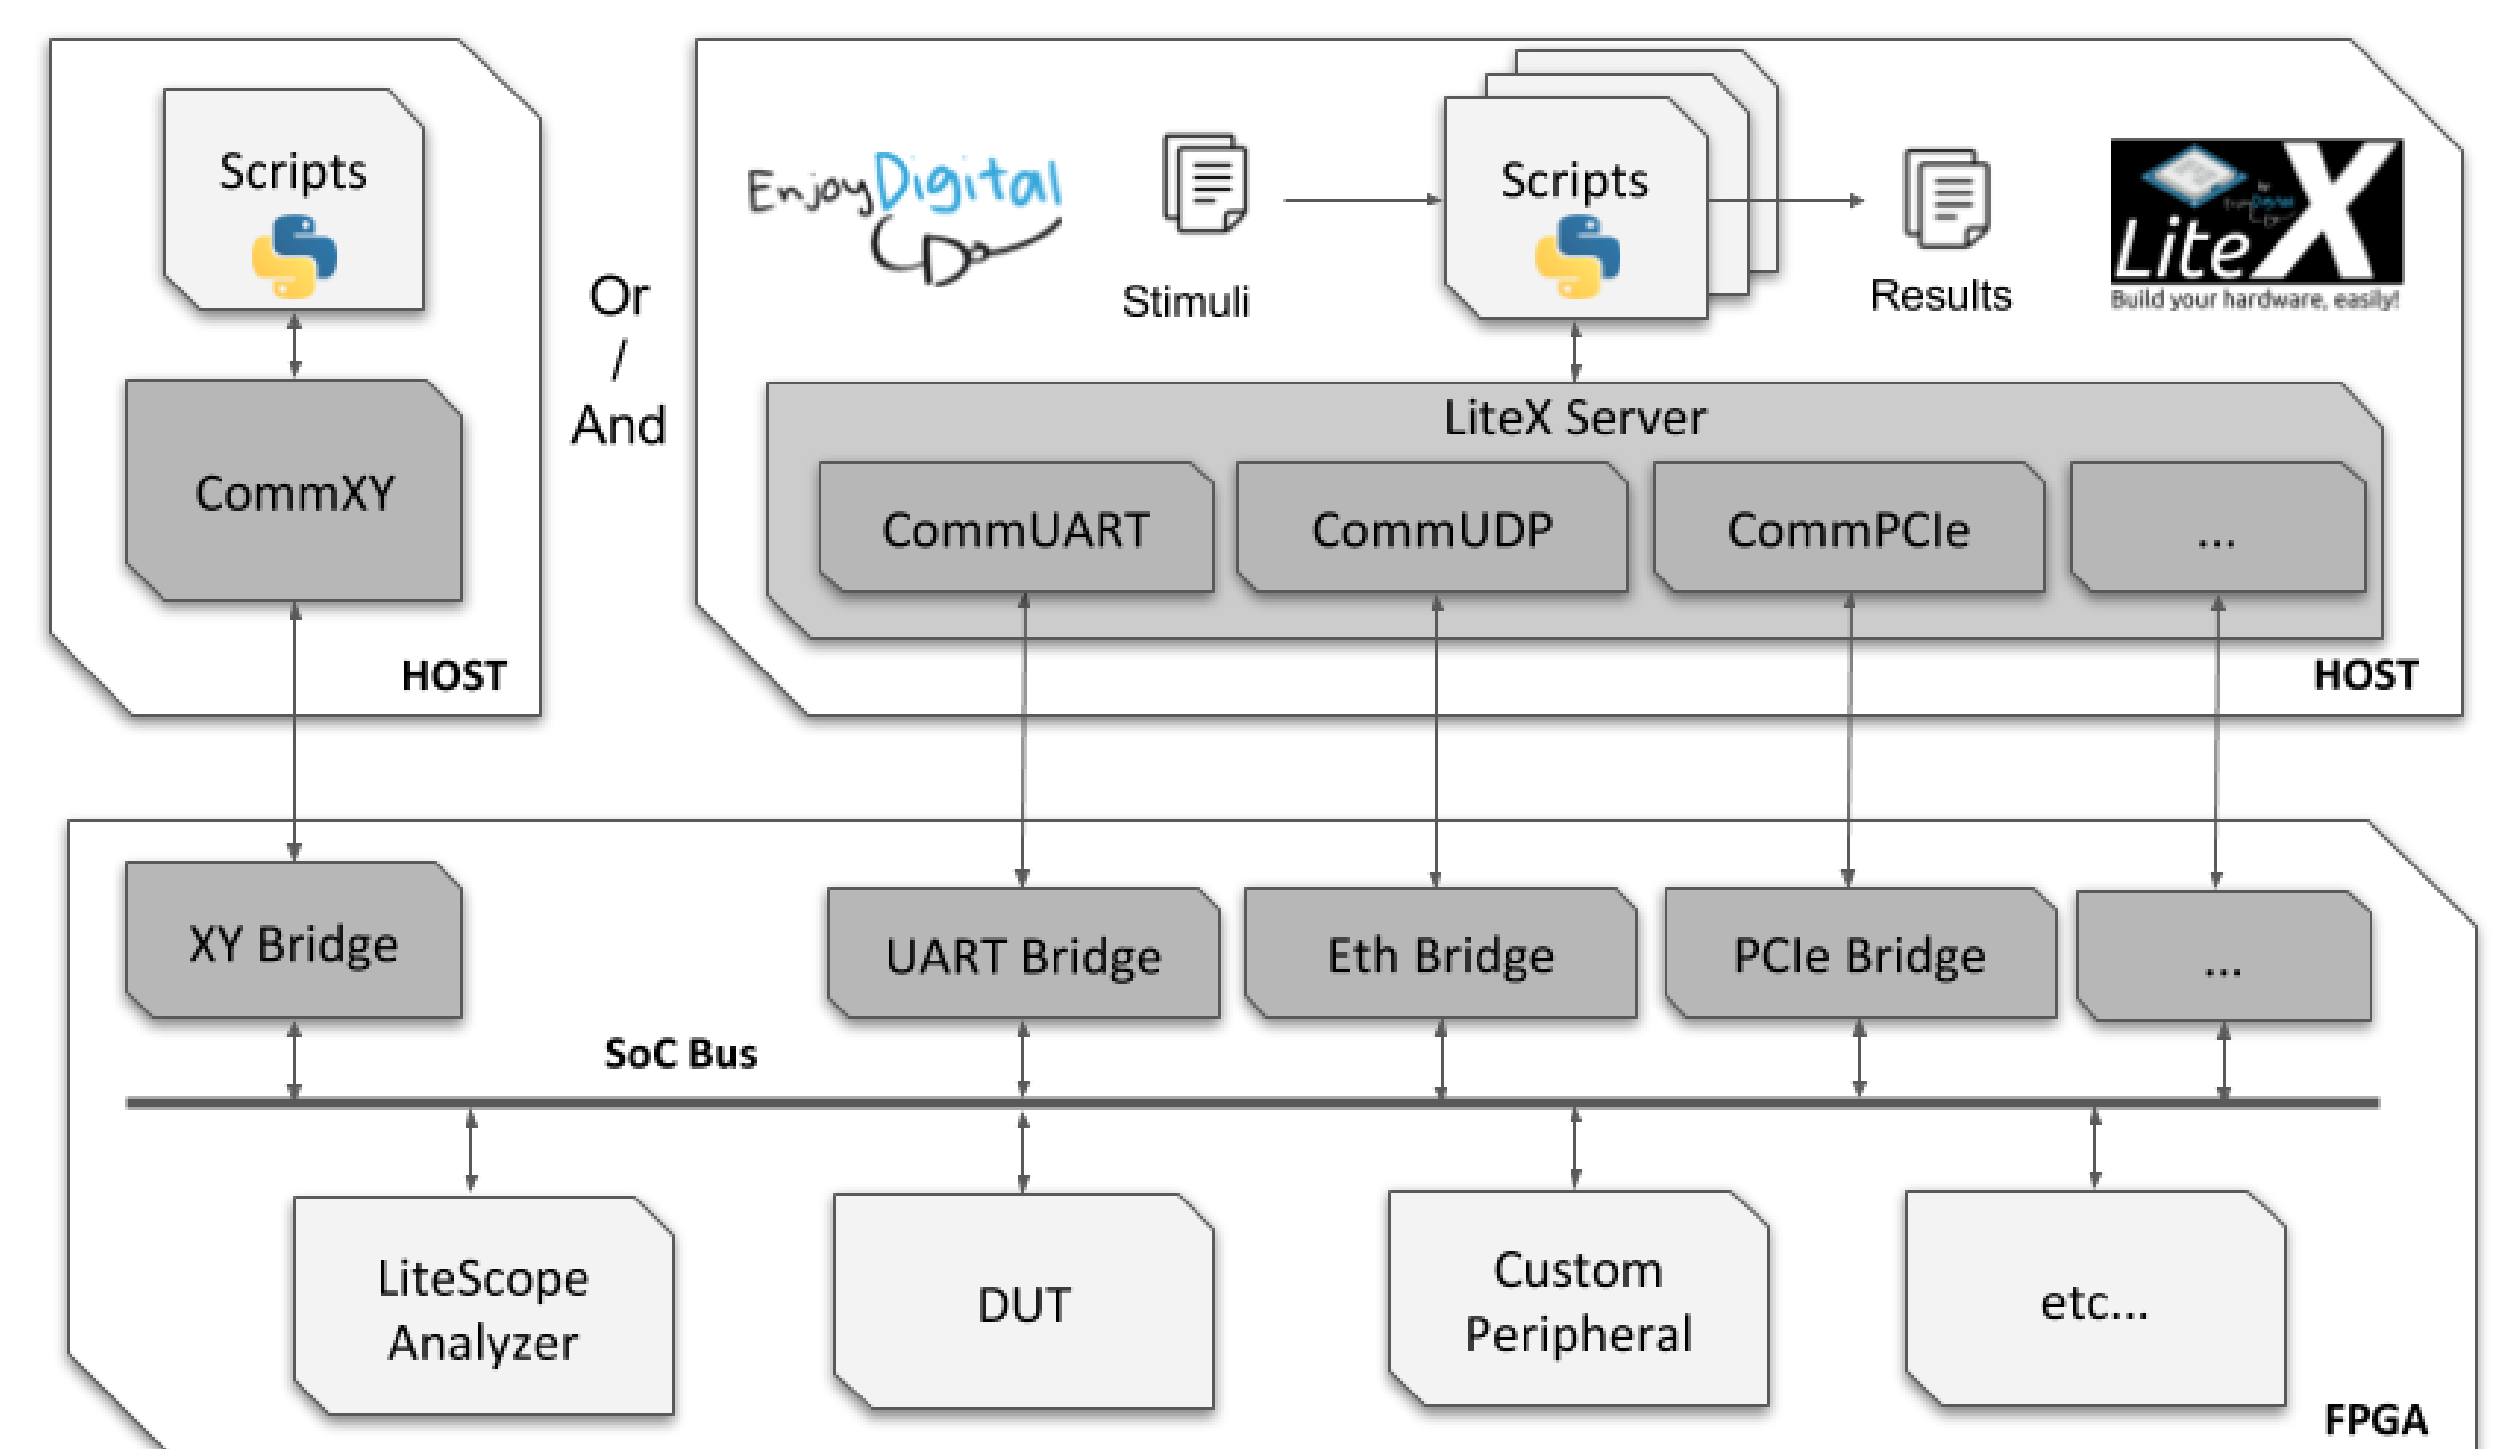 Scripts
CommXY
HOST
Or
/
And
EnjoyDigital
Stimuli
Scripts
Results
LiteX
Build your hardware, easily!
LiteX Server
CommUART
CommUDP
CommPCIe
...
HOST
XY Bridge
UART Bridge
Eth Bridge
PCIe Bridge
...
SoC Bus
LiteScope
Analyzer
DUT
Custom
Peripheral
etc...
FPGA